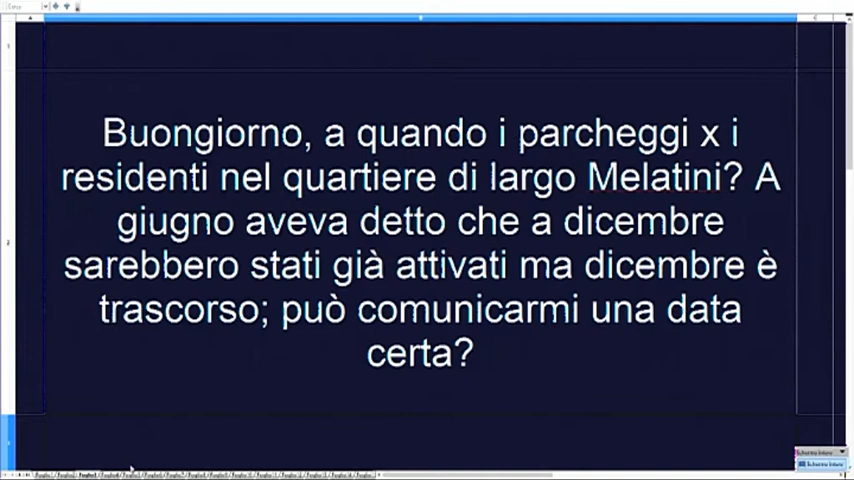 Buongiorno, a quando i parcheggi x i
residenti nel quartiere di largo Melatini? A
giugno aveva detto che a dicembre
sarebbero stati già attivati ma dicembre è
trascorso; può comunicarmi una data
certa?